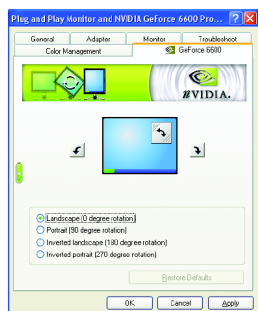 Plug and Play Monitor and NVIDIA GeForce 6600 Pro... ?
General Adapter Monitor Troubleshoot
Color Management GeForce 6600
NVIDIA.
Landscape (0 degree rotation)
Portrait (90 degree rotation)
Inverted landscape (180 degree rotation)
Inverted portrait (270 degree rotation)
Restore Defaults
OK Cancel Apply